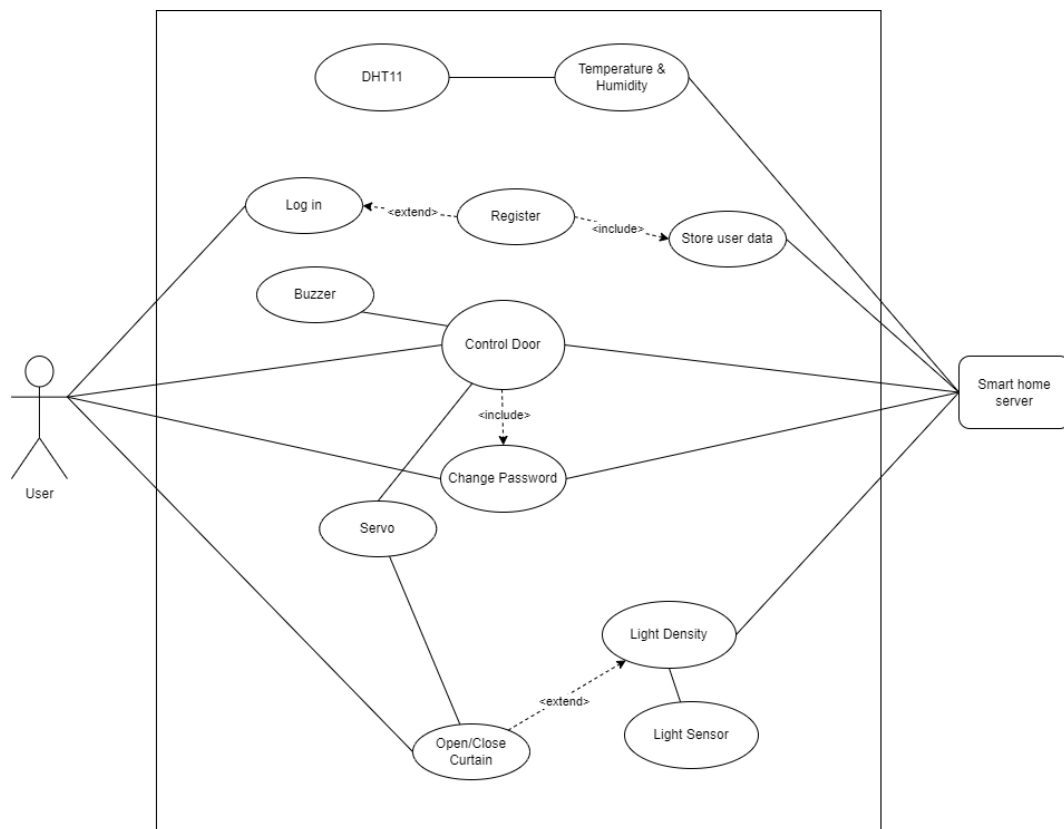 DHT11
Temperature &
Humidity
Log in
<extend>
Register
<include>
Store user data
Buzzer
Control Door
Smart home
server
<include>
Change Password
User
Servo
Light Density
<extend>
Light Sensor
Open/Close
Curtain